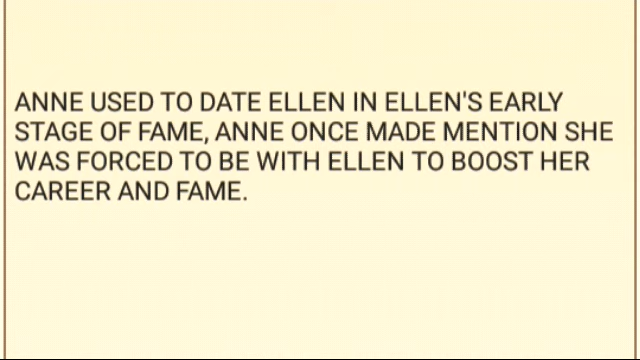 ANNE USED TO DATE ELLEN IN ELLEN'S EARLY
STAGE OF FAME, ANNE ONCE MADE MENTION SHE
WAS FORCED TO BE WITH ELLEN TO BOOST HER
CAREER AND FAME.